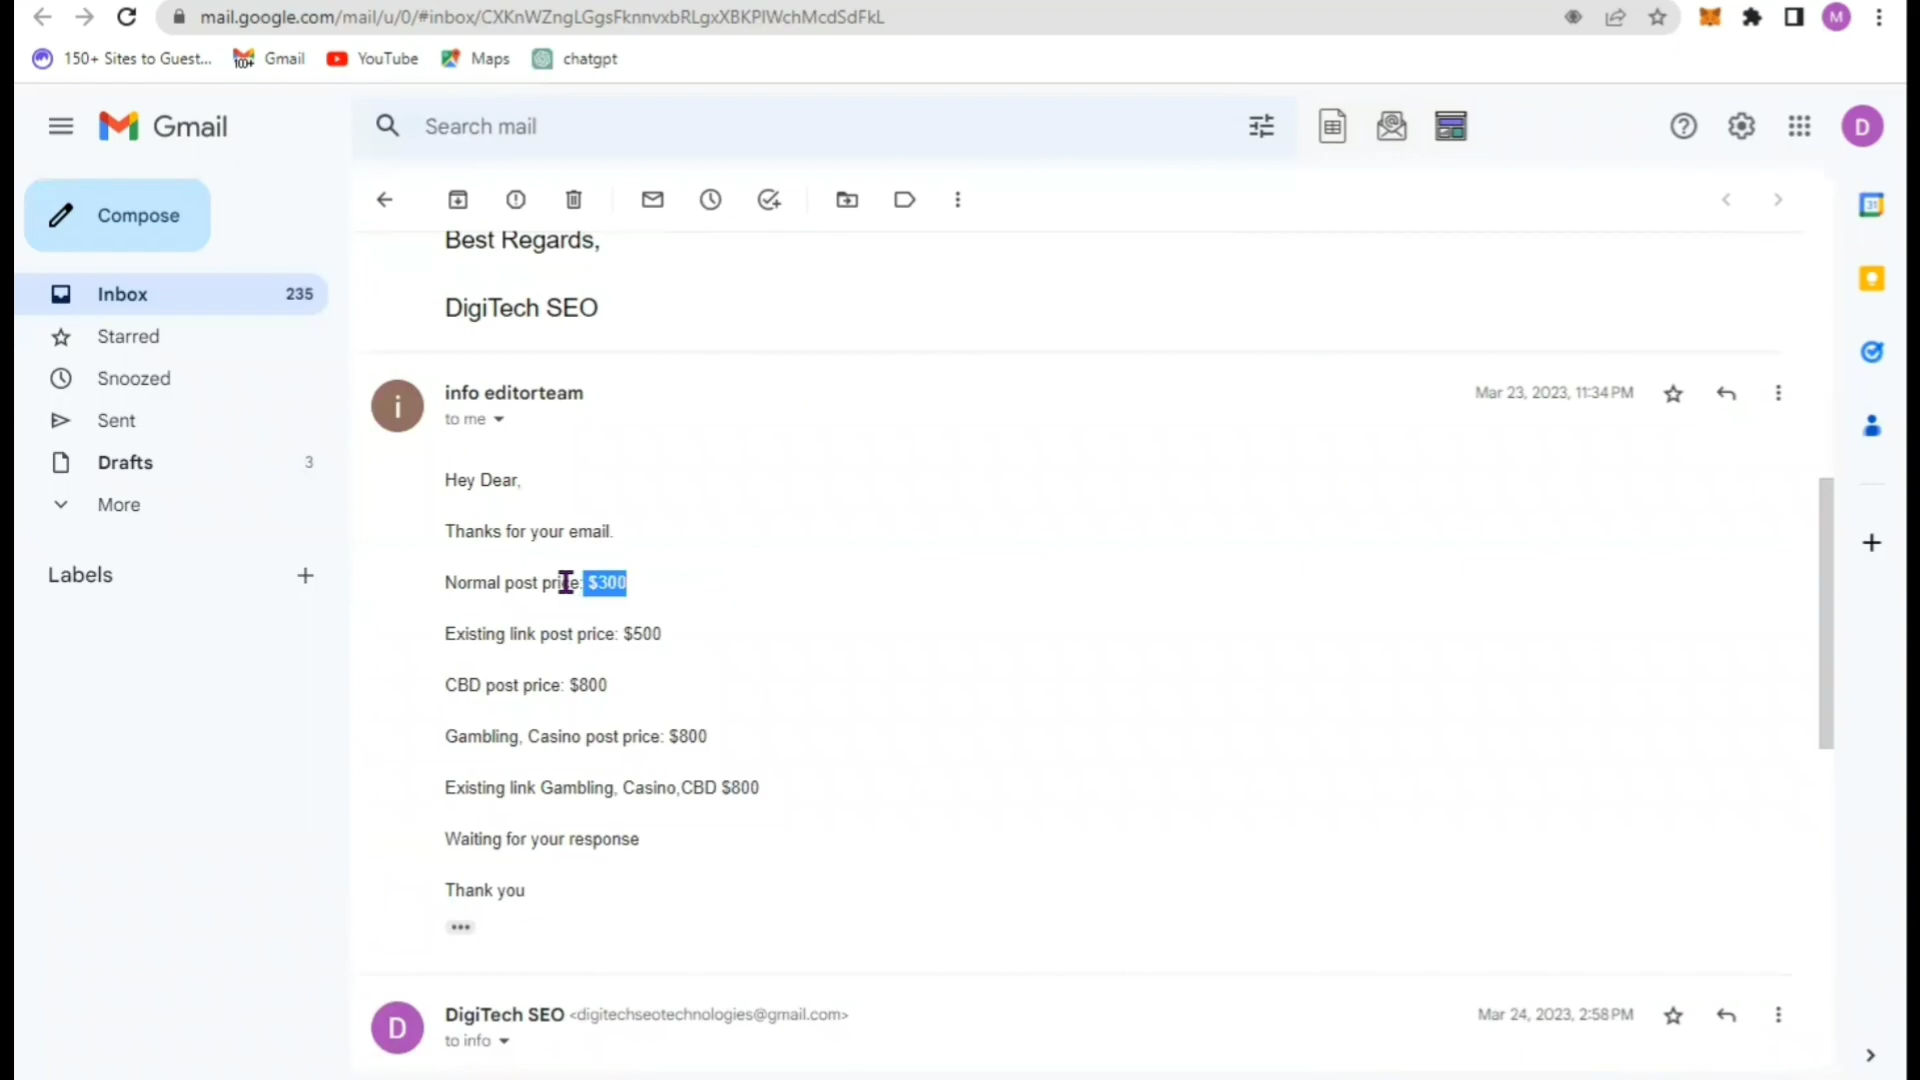 mail.google.com/mail/u/0/#inbox/CXKnWZngLGgsFknnvxbRLgxXBKPlWchMcdSdFkL
M
150+ Sites to Guest...
100+
Gmail
YouTube
Maps
chatgpt
Gmail
Search mail
D
Compose
Inbox 235
Starred
Snoozed
Sent
Drafts 3
More
Labels
31
Best Regards,
DigiTech SEO
i
info editorteam
Mar 23, 2023, 11:34 PM
to me
Hey Dear,
Thanks for your email.
Normal post price: $300
Existing link post price: $500
CBD post price: $800
Gambling, Casino post price: $800
Existing link Gambling, Casino,CBD $800
Waiting for your response
Thank you
D
DigiTech SEO <digitechseotechnologies@gmail.com>
Mar 24, 2023, 2:58 PM
to info